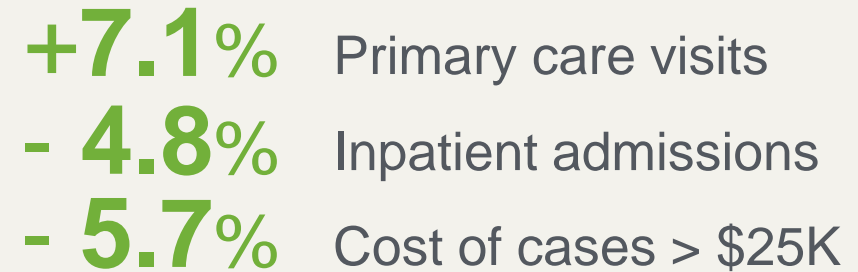 +7.1% Primary care visits
- 4.8% Inpatient admissions
- 5.7% Cost of cases > $25K